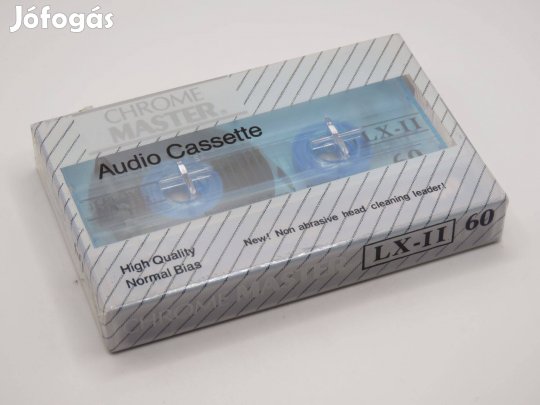 Jófogás
CHROME
MASTER
Audio Cassette
LX-II
60
High Quality
Normal Bias
New! Non abrasive head cleaning leader!
CHROME MASTER LX-II 60